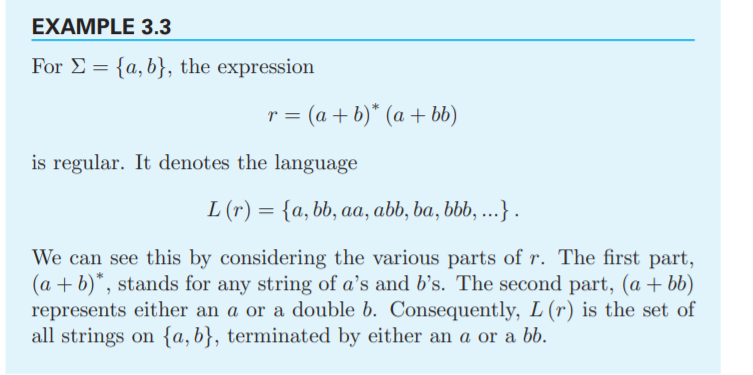 EXAMPLE 3.3
For Σ = {a, b}, the expression
r = (a + b)* (a + bb)
is regular. It denotes the language
L (r) = {a, bb, aa, abb, ba, bbb, ...} .
We can see this by considering the various parts of r. The first part,
(a + b)*, stands for any string of a's and b's. The second part, (a + bb)
represents either an a or a double b. Consequently, L (r) is the set of
all strings on {a, b}, terminated by either an a or a bb.